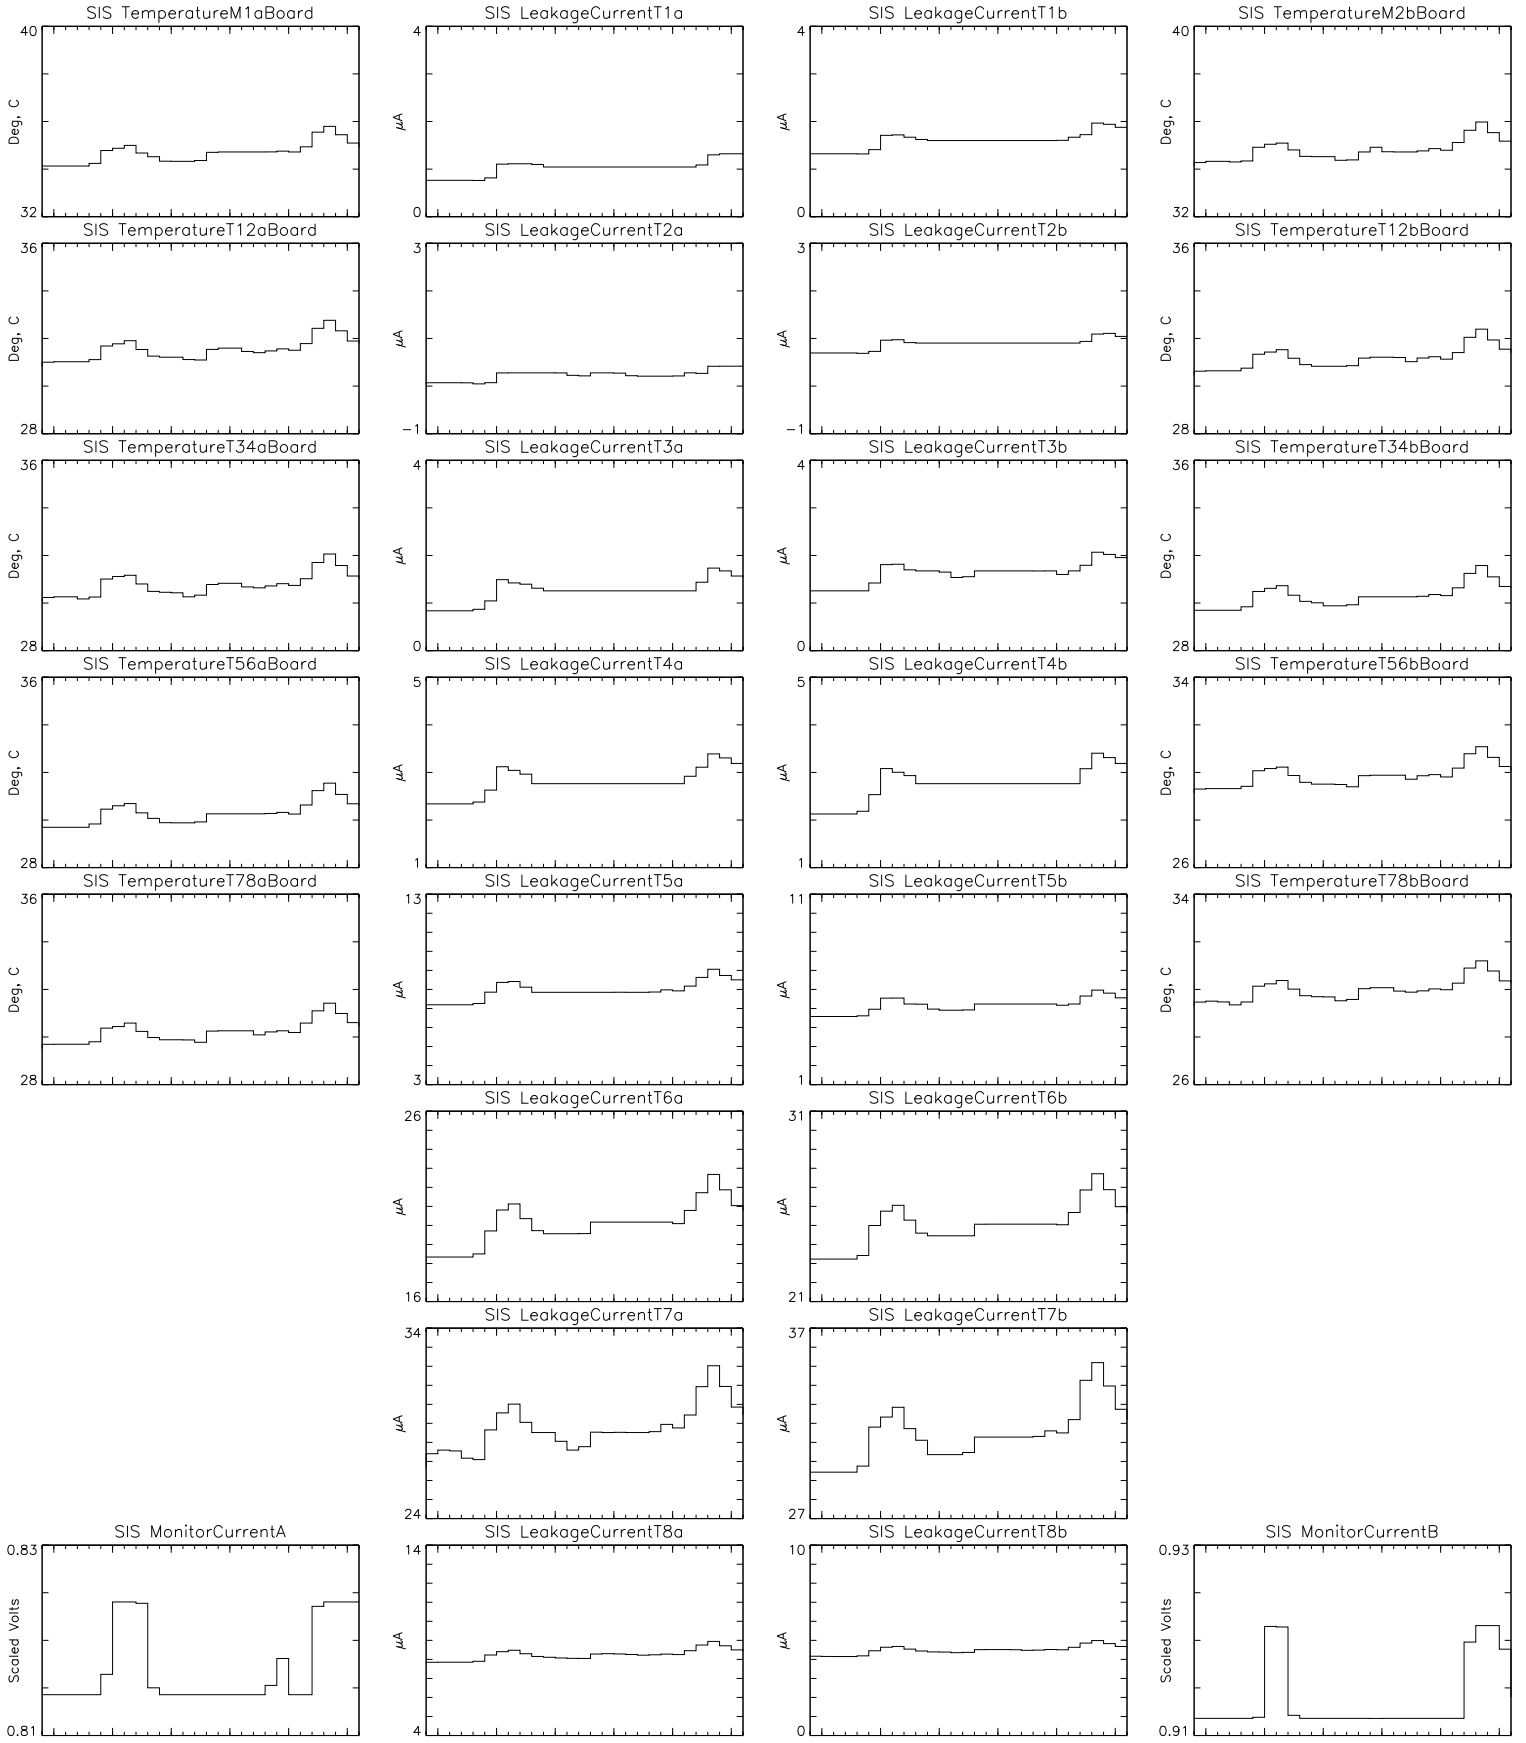 SIS TemperatureM1aBoard
40
Deg, C
32
SIS LeakageCurrentT1a
4
μA
0
SIS LeakageCurrentT1b
4
μA
0
SIS TemperatureM2bBoard
40
Deg, C
32
SIS TemperatureT12aBoard
36
Deg, C
28
SIS LeakageCurrentT2a
3
μA
-1
SIS LeakageCurrentT2b
3
μA
-1
SIS TemperatureT12bBoard
36
Deg, C
28
SIS TemperatureT34aBoard
36
Deg, C
28
SIS LeakageCurrentT3a
4
μA
0
SIS LeakageCurrentT3b
4
μA
0
SIS TemperatureT34bBoard
36
Deg, C
28
SIS TemperatureT56aBoard
36
Deg, C
28
SIS LeakageCurrentT4a
5
μA
1
SIS LeakageCurrentT4b
5
μA
1
SIS TemperatureT56bBoard
34
Deg, C
26
SIS TemperatureT78aBoard
36
Deg, C
28
SIS LeakageCurrentT5a
13
μA
3
SIS LeakageCurrentT5b
11
μA
1
SIS TemperatureT78bBoard
34
Deg, C
26
SIS LeakageCurrentT6a
26
μA
16
SIS LeakageCurrentT6b
31
μA
21
SIS LeakageCurrentT7a
34
μA
24
SIS LeakageCurrentT7b
37
μA
27
SIS MonitorCurrentA
0.83
Scaled Volts
0.81
SIS LeakageCurrentT8a
14
μA
4
SIS LeakageCurrentT8b
10
μA
0
SIS MonitorCurrentB
0.93
Scaled Volts
0.91